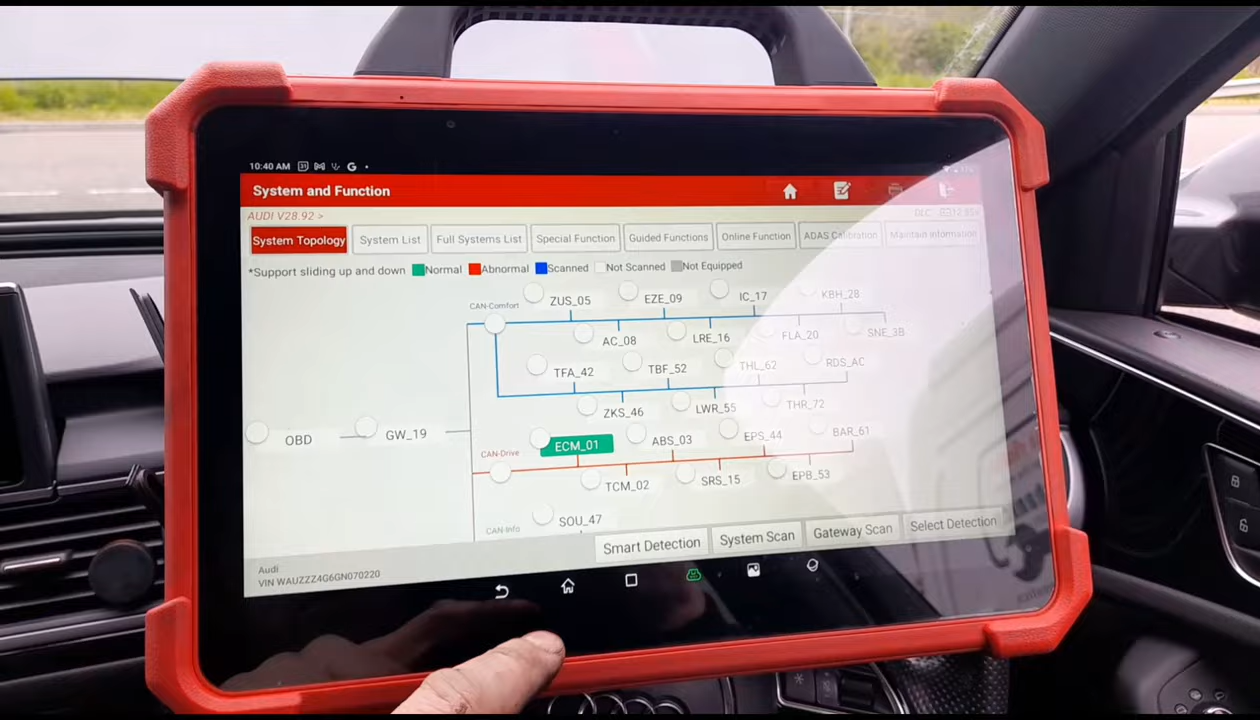 10:40 AM
System and Function
AUDI V28.92 >
System Topology System List Full Systems List Special Function Guided Functions Online Function ADAS Calibration Maintain Information
*Support sliding up and down Normal Abnormal Scanned Not Scanned Not Equipped
CAN-Comfort ZUS_05 EZE_09 IC_17 KBH_28
AC_08 LRE_16 FLA_20 SNE_3B
TFA_42 TBF_52 THL_62 RDS_AC
ZKS_46 LWR_55 THR_72
OBD GW_19
CAN-Drive ECM_01 ABS_03 EPS_44 BAR_61
TCM_02 SRS_15 EPB_53
CAN-Info SOU_47
Smart Detection System Scan Gateway Scan Select Detection
Audi
VIN WAUZZZ4G6GN070220